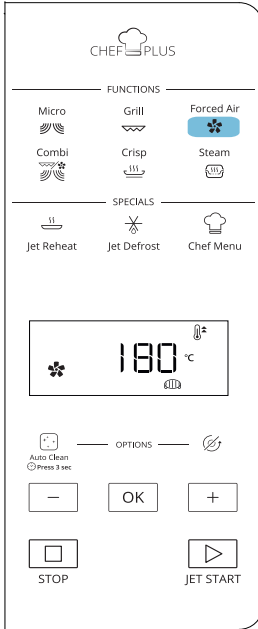 CHEF PLUS
FUNCTIONS
Micro Grill Forced Air
Combi Crisp Steam
SPECIALS
Jet Reheat Jet Defrost Chef Menu
180 °C
OPTIONS
Auto Clean
Press 3 sec
− OK +
STOP JET START